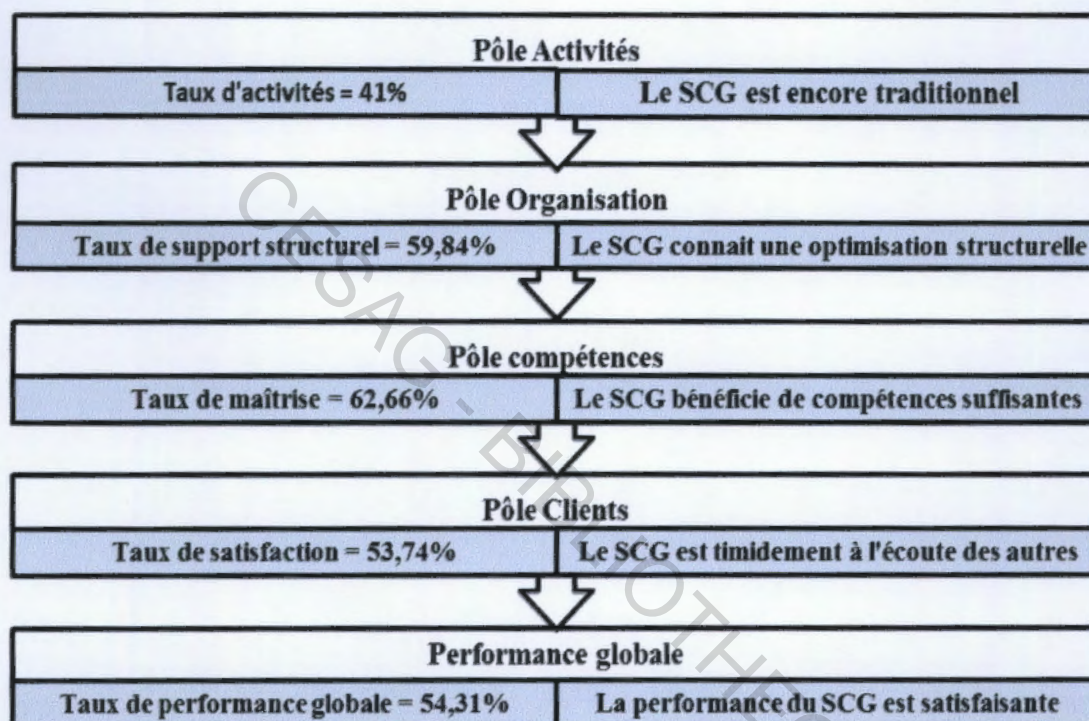 Pôle Activités
Taux d'activités = 41% Le SCG est encore traditionnel
Pôle Organisation
Taux de support structurel = 59,84% Le SCG connait une optimisation structurelle
Pôle compétences
Taux de maîtrise = 62,66% Le SCG bénéficie de compétences suffisantes
Pôle Clients
Taux de satisfaction = 53,74% Le SCG est timidement à l'écoute des autres
Performance globale
Taux de performance globale = 54,31% La performance du SCG est satisfaisante
CESAG - BIBLIOTHE